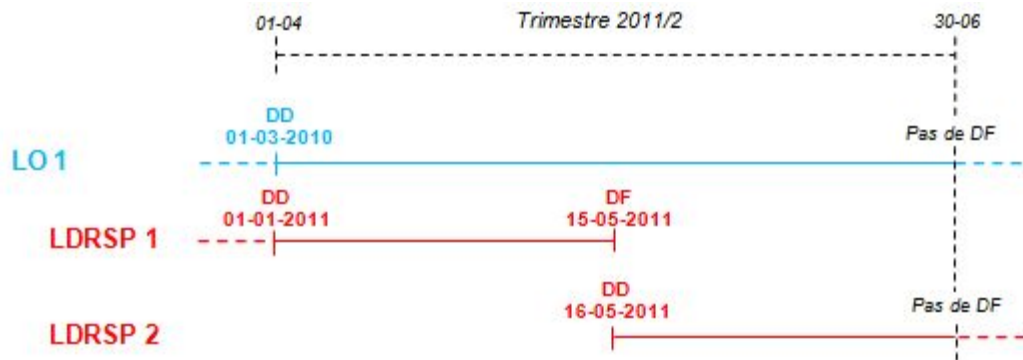 01-04
Trimestre 2011/2
30-06
DD
01-03-2010
Pas de DF
LO 1
DD
01-01-2011
DF
15-05-2011
LDRSP 1
DD
16-05-2011
Pas de DF
LDRSP 2